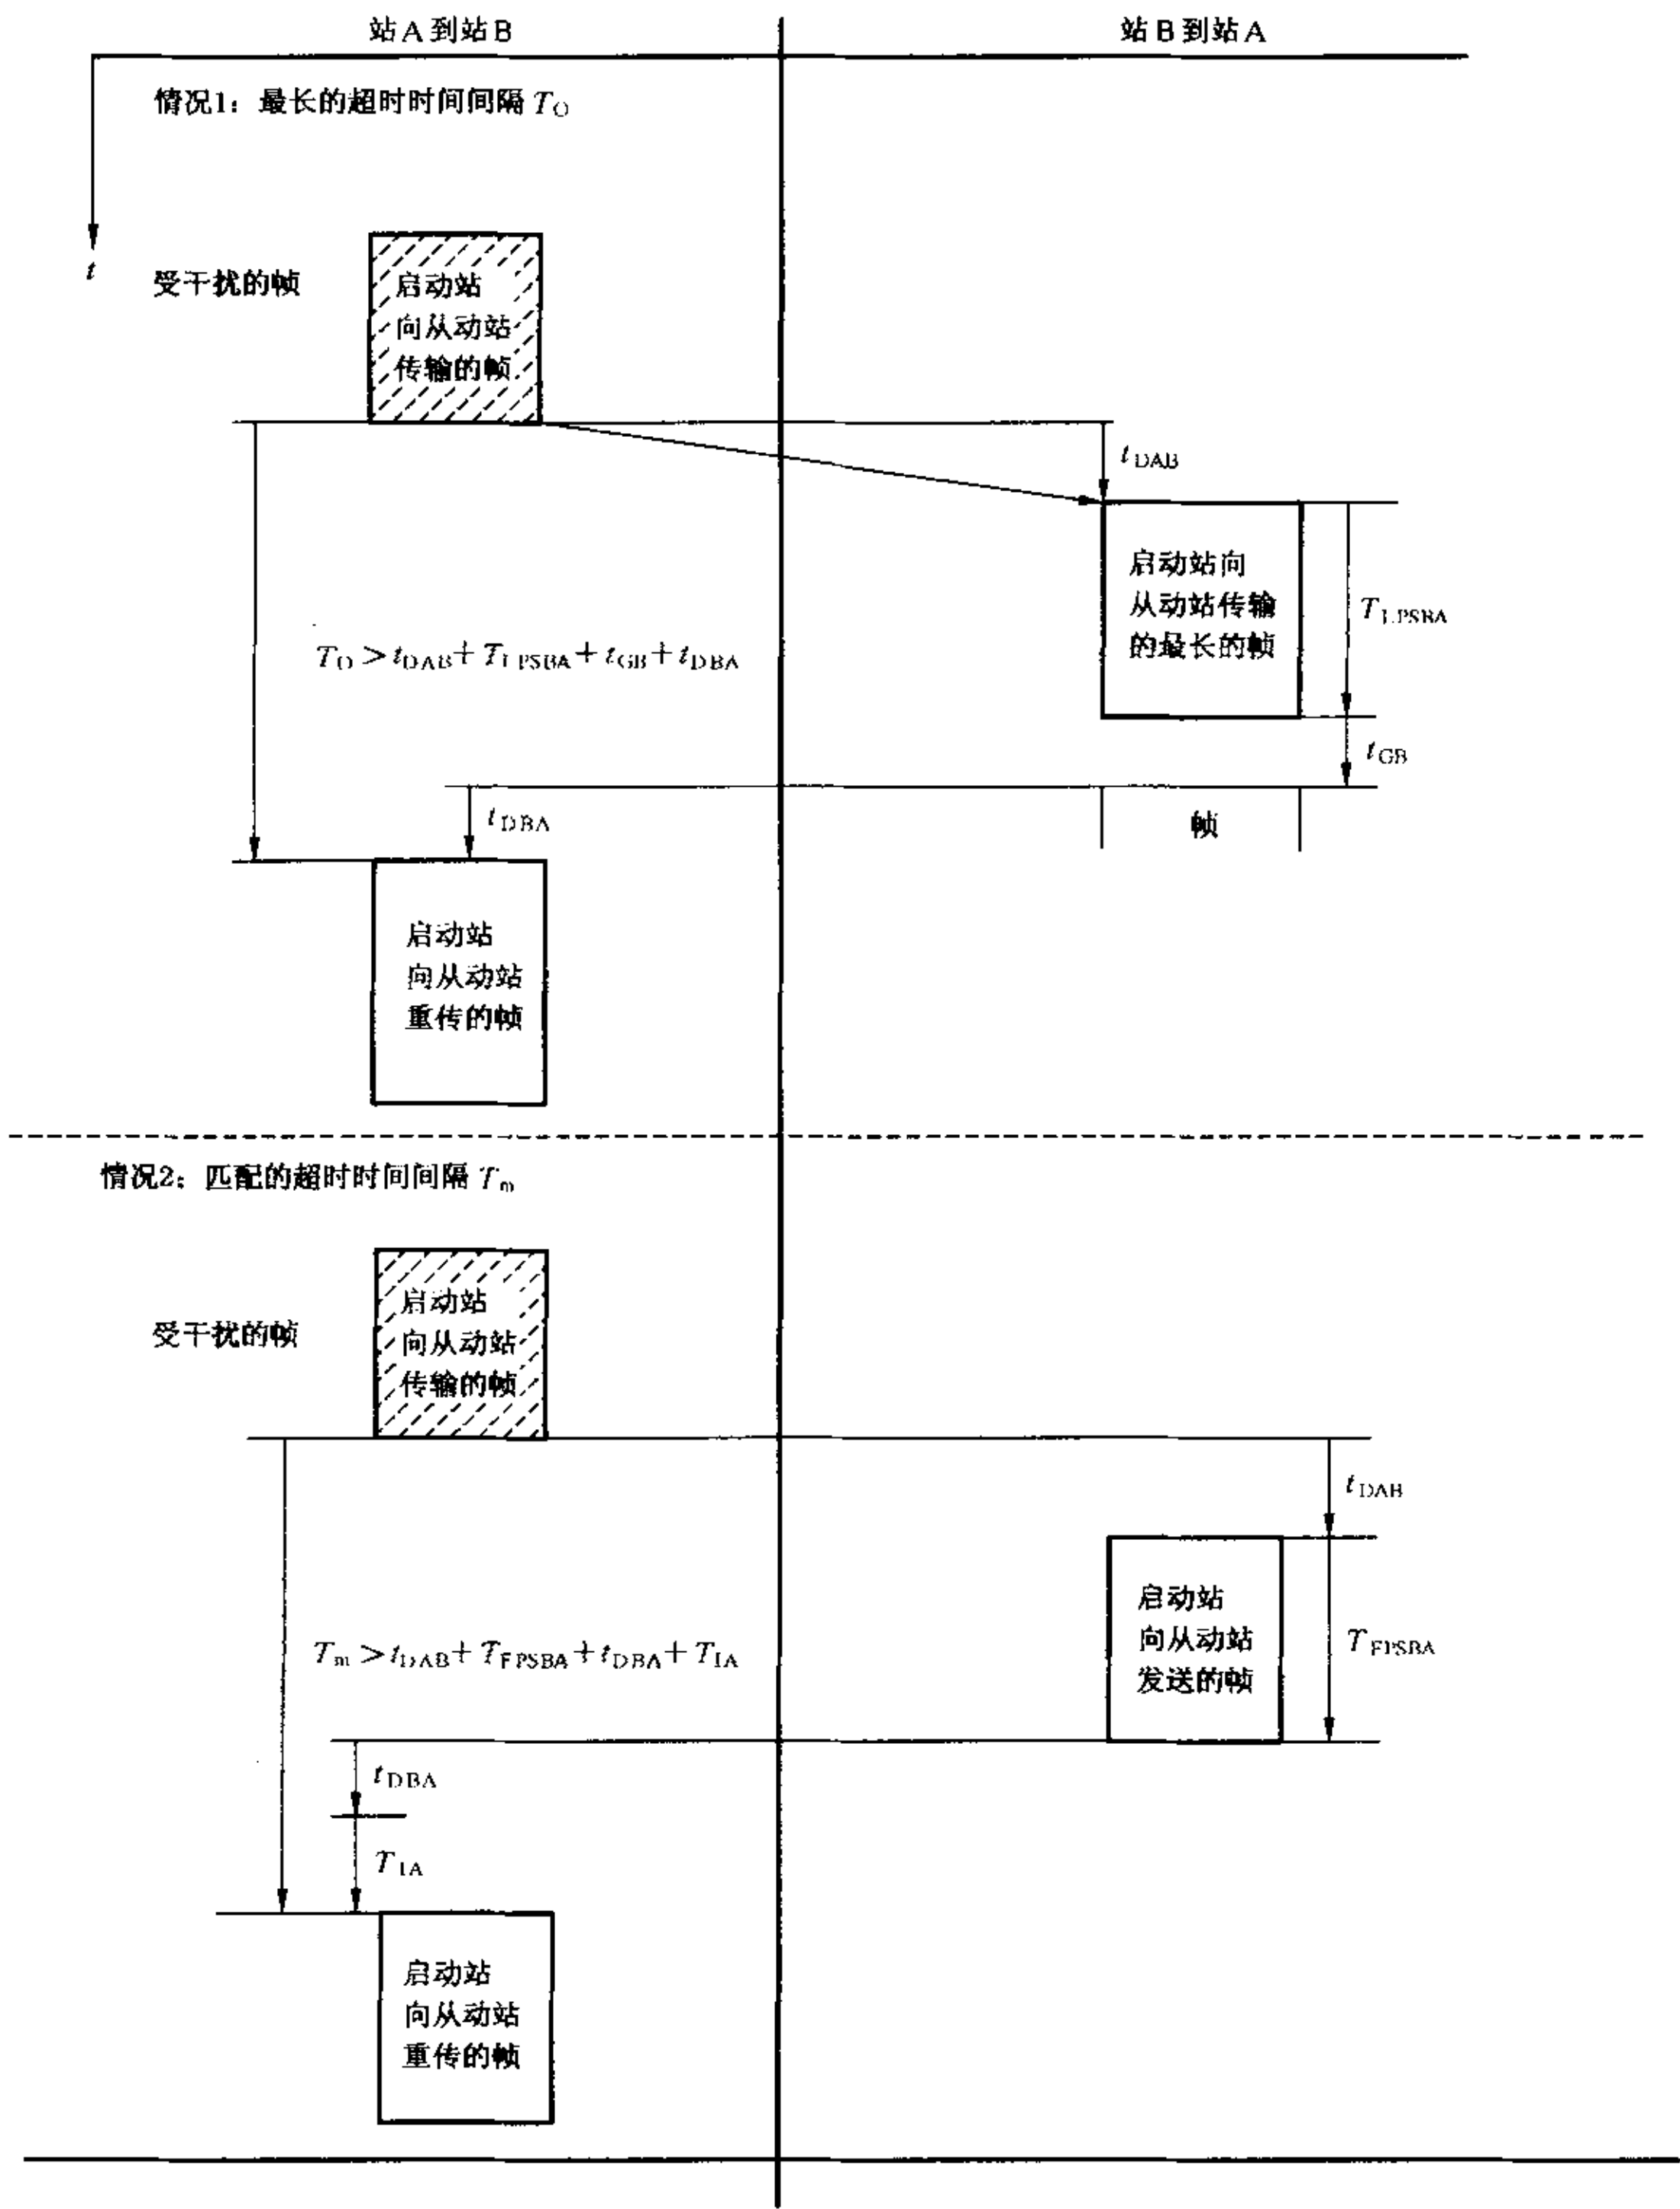 站A到站B
站B到站A
情况1：最长的超时时间间隔 T_O
t
受干扰的帧
启动站
向从动站
传输的帧
t_DAB
启动站向
从动站传输
的最长的帧
T_LPSBA
T_O > t_DAB + T_LPSBA + t_GB + t_DBA
t_GB
t_DBA
帧
启动站
向从动站
重传的帧
情况2：匹配的超时时间间隔 T_m
受干扰的帧
启动站
向从动站
传输的帧
t_DAB
启动站
向从动站
发送的帧
T_FPSBA
T_m > t_DAB + T_FPSBA + t_DBA + T_IA
t_DBA
T_IA
启动站
向从动站
重传的帧